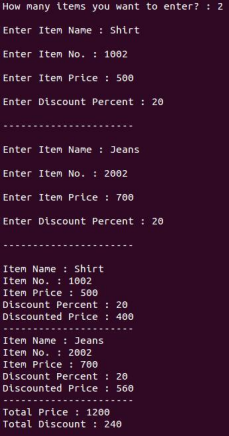 How many items you want to enter? : 2
Enter Item Name : Shirt
Enter Item No. : 1002
Enter Item Price : 500
Enter Discount Percent : 20
----------------------
Enter Item Name : Jeans
Enter Item No. : 2002
Enter Item Price : 700
Enter Discount Percent : 20
----------------------
Item Name : Shirt
Item No. : 1002
Item Price : 500
Discount Percent : 20
Discounted Price : 400
----------------------
Item Name : Jeans
Item No. : 2002
Item Price : 700
Discount Percent : 20
Discounted Price : 560
----------------------
Total Price : 1200
Total Discount : 240